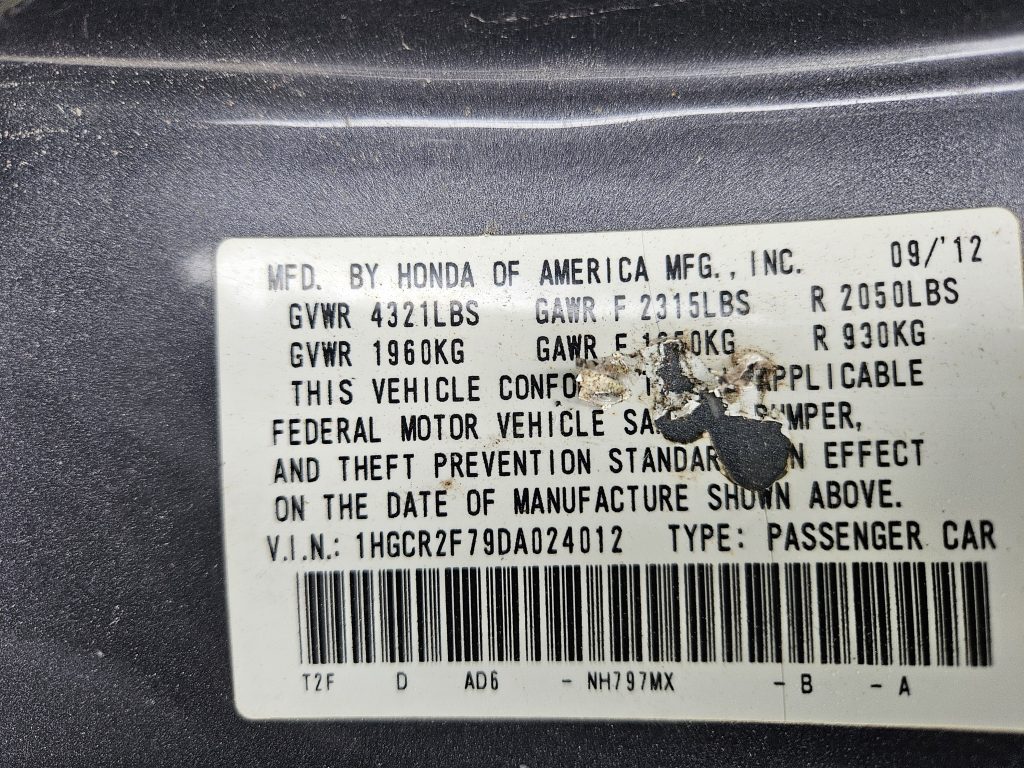 MFD. BY HONDA OF AMERICA MFG., INC. 09/'12
GVWR 4321LBS GAWR F 2315LBS R 2050LBS
GVWR 1960KG GAWR F R 930KG
THIS VEHICLE APPLICABLE
FEDERAL MOTOR VEHICLE
AND THEFT PREVENTION EFFECT
ON THE DATE OF MANUFACTURE SHOWN ABOVE.
V.I.N.: 1HGCR2F79DA024012 TYPE: PASSENGER CAR
T2F D AD6 - NH797MX - B - A